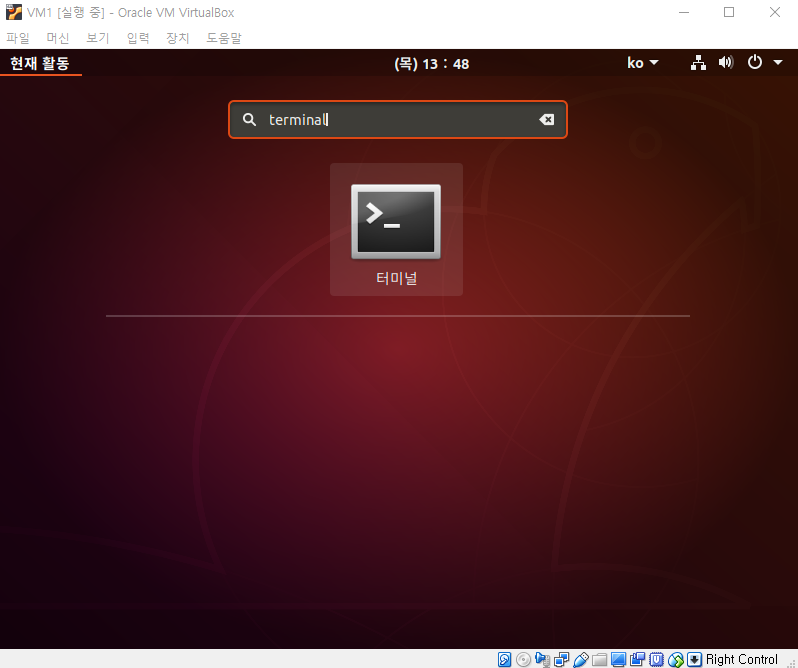 VM1 [실행 중] - Oracle VM VirtualBox
파일 머신 보기 입력 장치 도움말
현재 활동 (목) 13 : 48 ko
terminal
터미널
Right Control